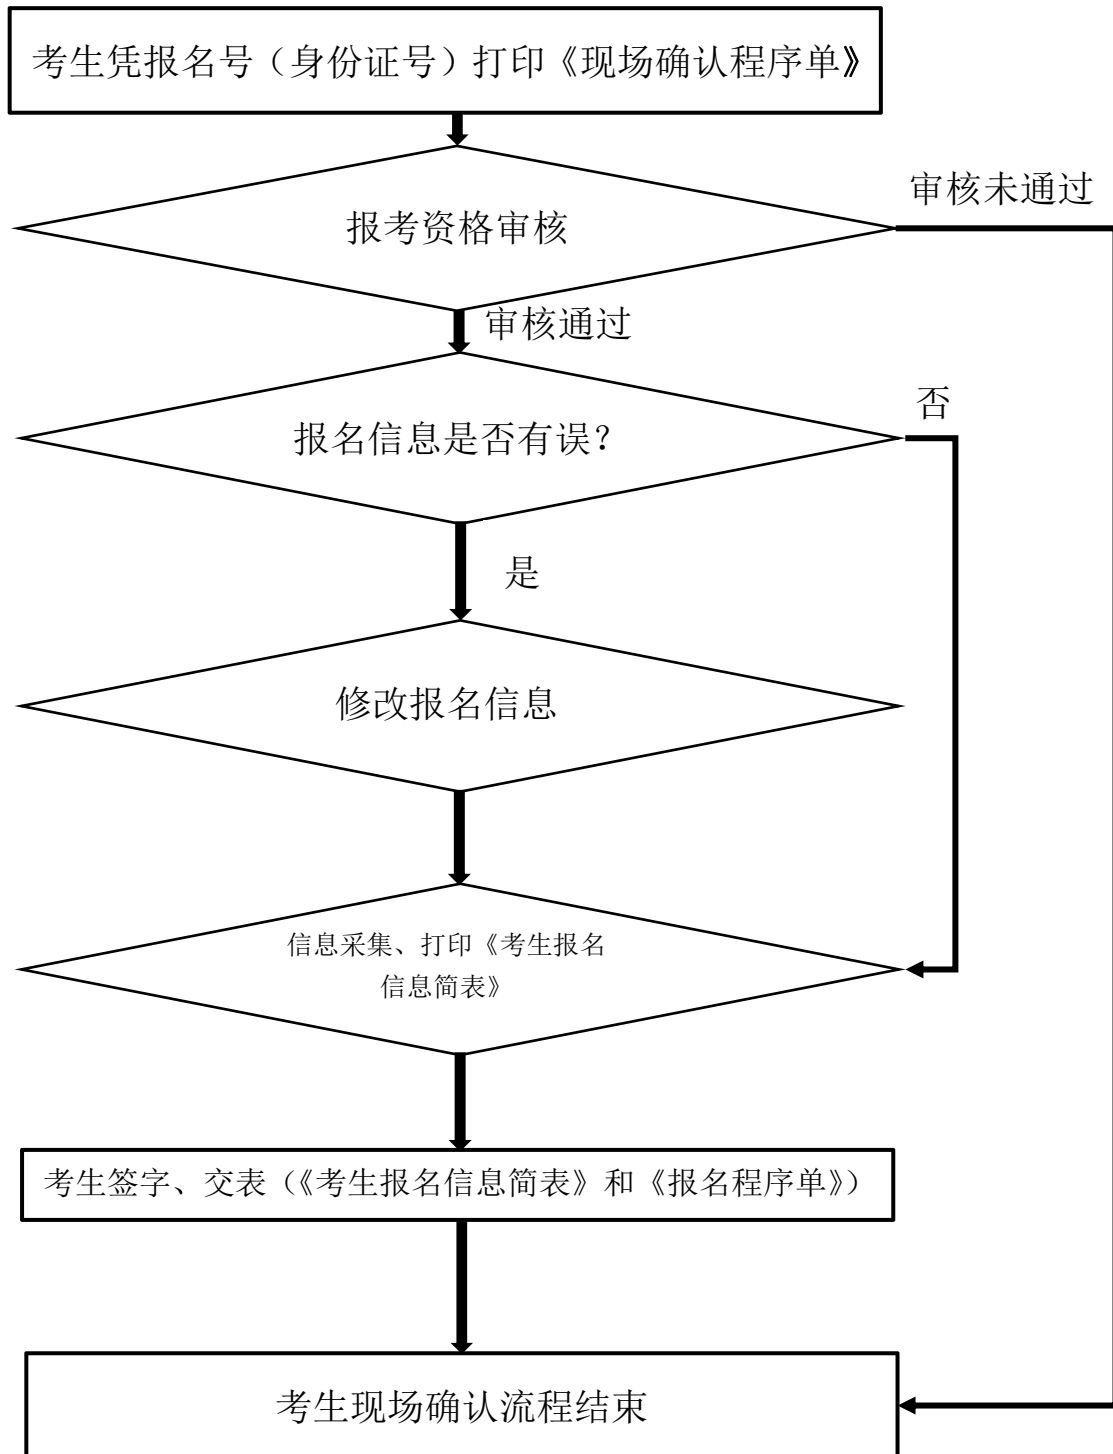 考生凭报名号（身份证号）打印《现场确认程序单》
审核未通过
报考资格审核
审核通过
否
报名信息是否有误？
是
修改报名信息
信息采集、打印《考生报名
信息简表》
考生签字、交表（《考生报名信息简表》和《报名程序单》）
考生现场确认流程结束